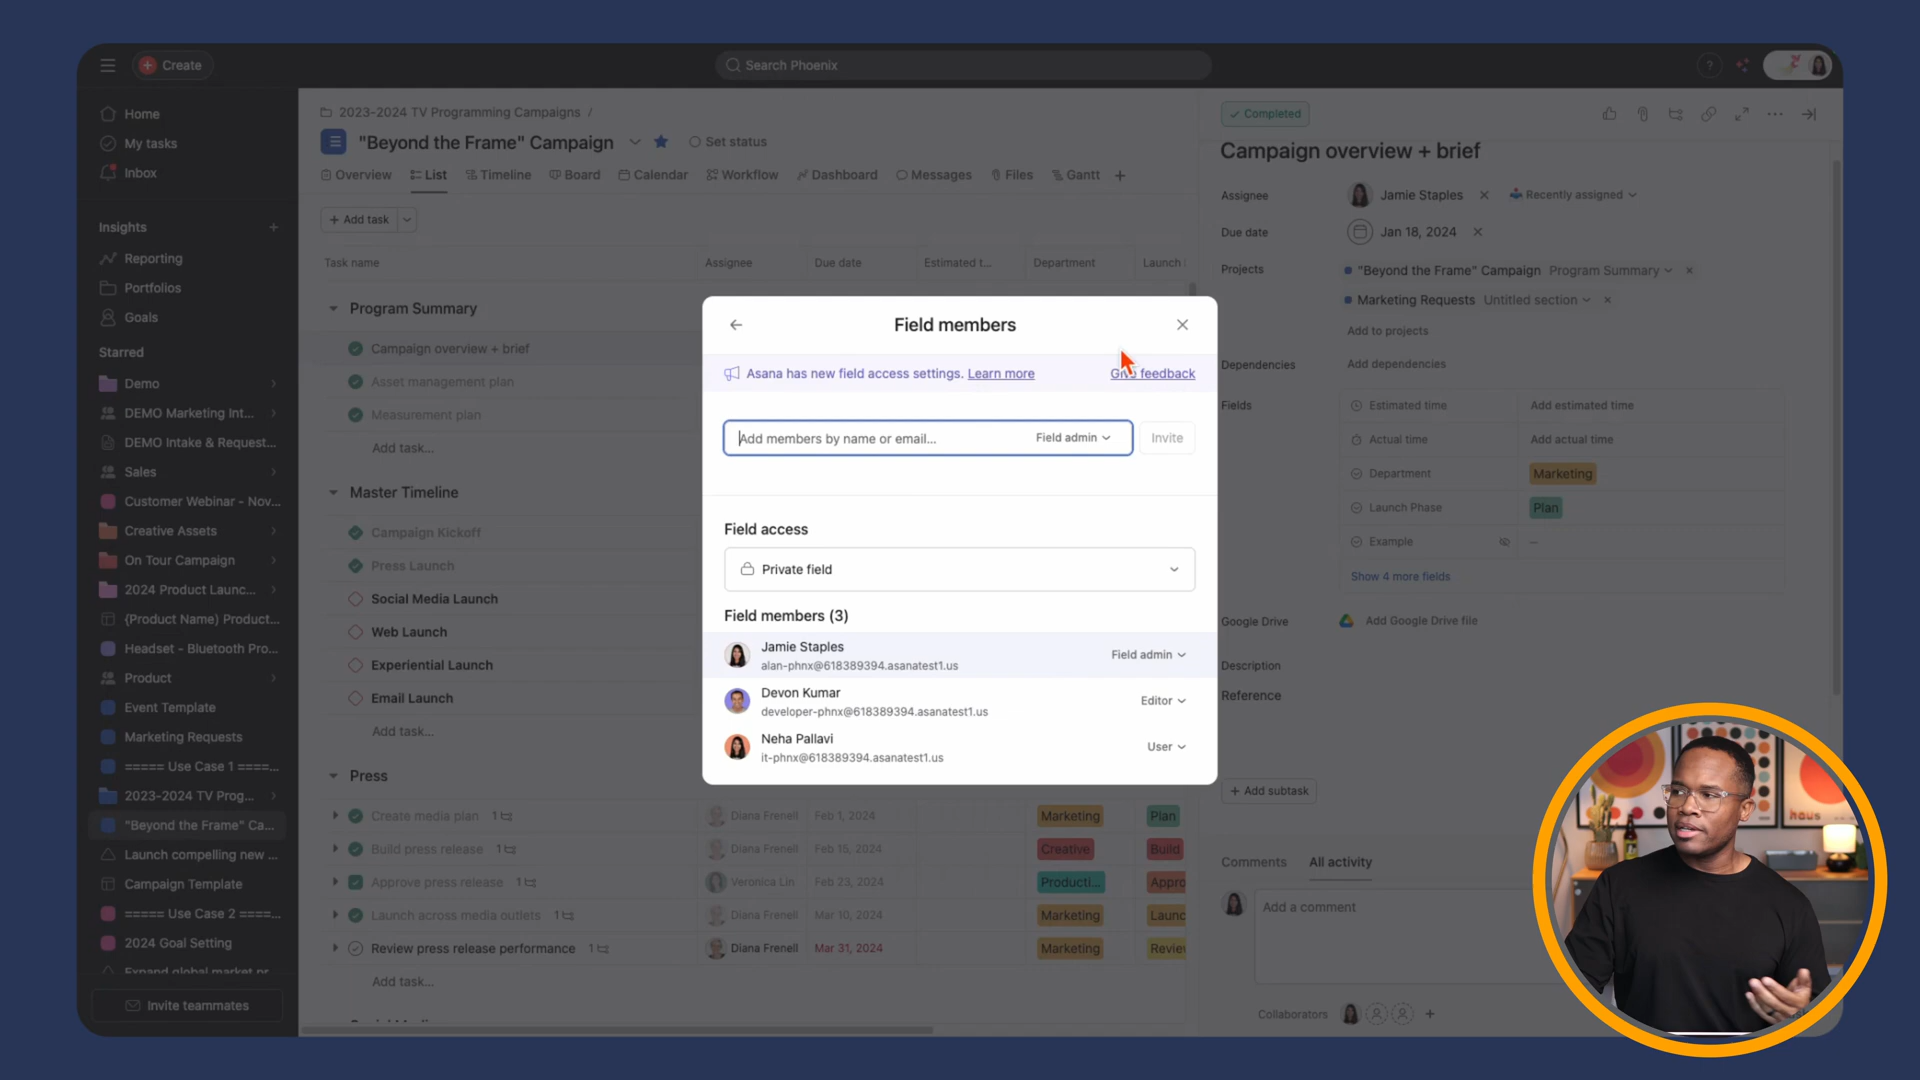 Create
Search Phoenix
?
Home
My tasks
Inbox
Insights
Reporting
Portfolios
Goals
Starred
Demo
DEMO Marketing Int...
DEMO Intake & Request...
Sales
Customer Webinar - Nov...
Creative Assets
On Tour Campaign
2024 Product Launc...
{Product Name} Product...
Headset - Bluetooth Pro...
Product
Event Template
Marketing Requests
===== Use Case 1 ====...
2023-2024 TV Prog...
"Beyond the Frame" Ca...
Launch compelling new ...
Campaign Template
===== Use Case 2 ====...
2024 Goal Setting
Expand global market pr
Invite teammates
2023-2024 TV Programming Campaigns /
"Beyond the Frame" Campaign
Set status
Overview List Timeline Board Calendar Workflow Dashboard Messages Files Gantt +
+ Add task
Task name Assignee Due date Estimated t... Department Launch
Program Summary
Campaign overview + brief
Asset management plan
Measurement plan
Add task...
Master Timeline
Campaign Kickoff
Press Launch
Social Media Launch
Web Launch
Experiential Launch
Email Launch
Add task...
Press
Create media plan 1 Diana Frenell Feb 1, 2024 Marketing Plan
Build press release 1 Diana Frenell Feb 15, 2024 Creative Build
Approve press release 1 Veronica Lin Feb 23, 2024 Producti... Appro
Launch across media outlets 1 Diana Frenell Mar 10, 2024 Marketing Launc
Review press release performance 1 Diana Frenell Mar 31, 2024 Marketing Review
Add task...
Field members
Asana has new field access settings. Learn more
Give feedback
Add members by name or email...
Field admin
Invite
Field access
Private field
Field members (3)
Jamie Staples
alan-phnx@618389394.asanatest1.us
Field admin
Devon Kumar
developer-phnx@618389394.asanatest1.us
Editor
Neha Pallavi
it-phnx@618389394.asanatest1.us
User
Completed
Campaign overview + brief
Assignee Jamie Staples Recently assigned
Due date Jan 18, 2024
Projects "Beyond the Frame" Campaign Program Summary
Marketing Requests Untitled section
Add to projects
Dependencies Add dependencies
Fields Estimated time Add estimated time
Actual time Add actual time
Department Marketing
Launch Phase Plan
Example —
Show 4 more fields
Google Drive Add Google Drive file
Description
Reference
+ Add subtask
Comments All activity
Add a comment
Collaborators
haus